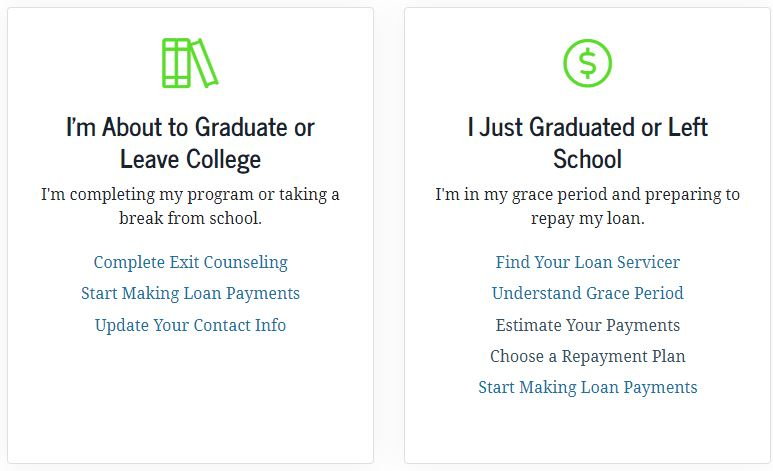 I'm About to Graduate or
Leave College
I'm completing my program or taking a
break from school.
Complete Exit Counseling
Start Making Loan Payments
Update Your Contact Info
$
I Just Graduated or Left
School
I'm in my grace period and preparing to
repay my loan.
Find Your Loan Servicer
Understand Grace Period
Estimate Your Payments
Choose a Repayment Plan
Start Making Loan Payments